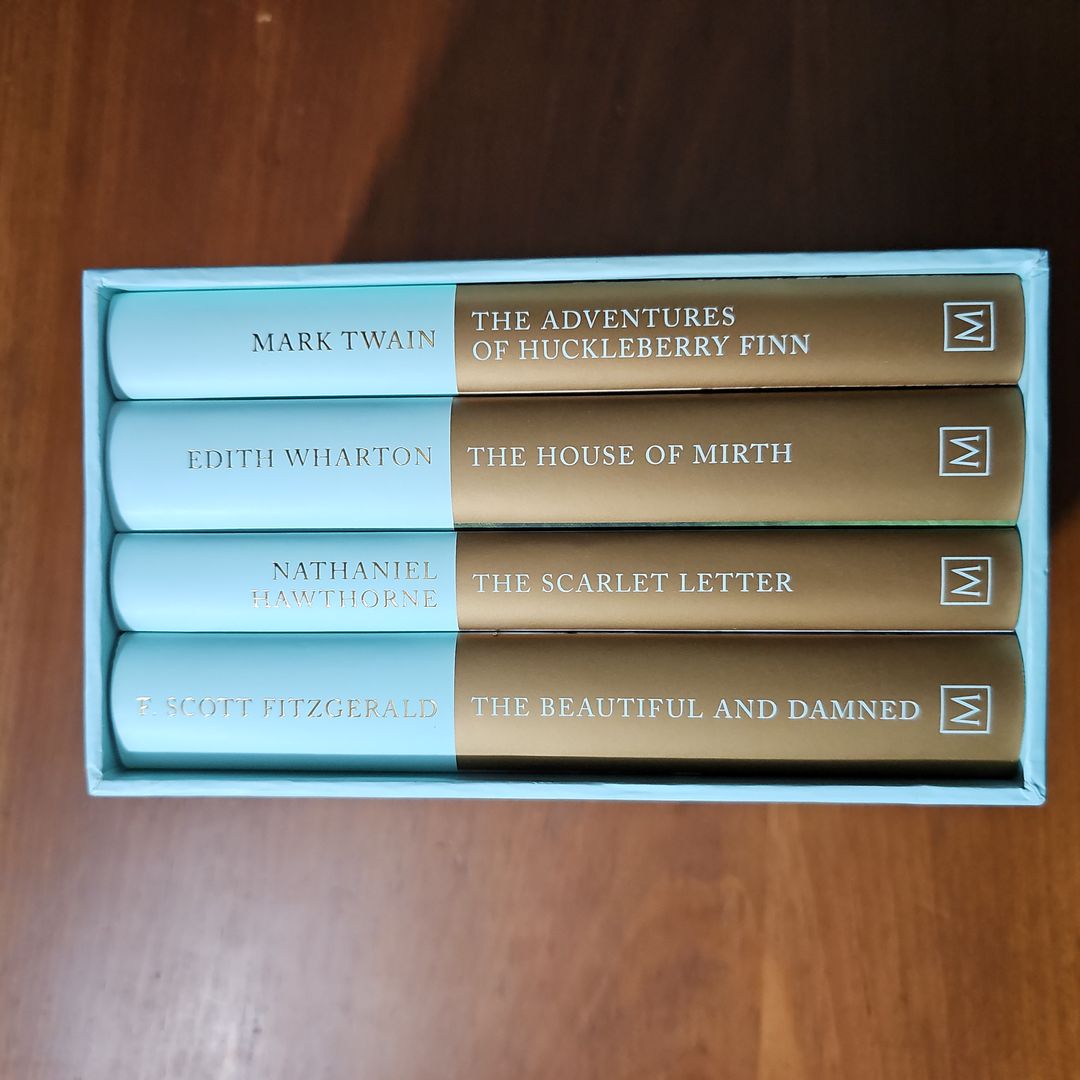 MARK TWAIN
THE ADVENTURES
OF HUCKLEBERRY FINN
M
EDITH WHARTON
THE HOUSE OF MIRTH
M
NATHANIEL
HAWTHORNE
THE SCARLET LETTER
M
F. SCOTT FITZGERALD
THE BEAUTIFUL AND DAMNED
M